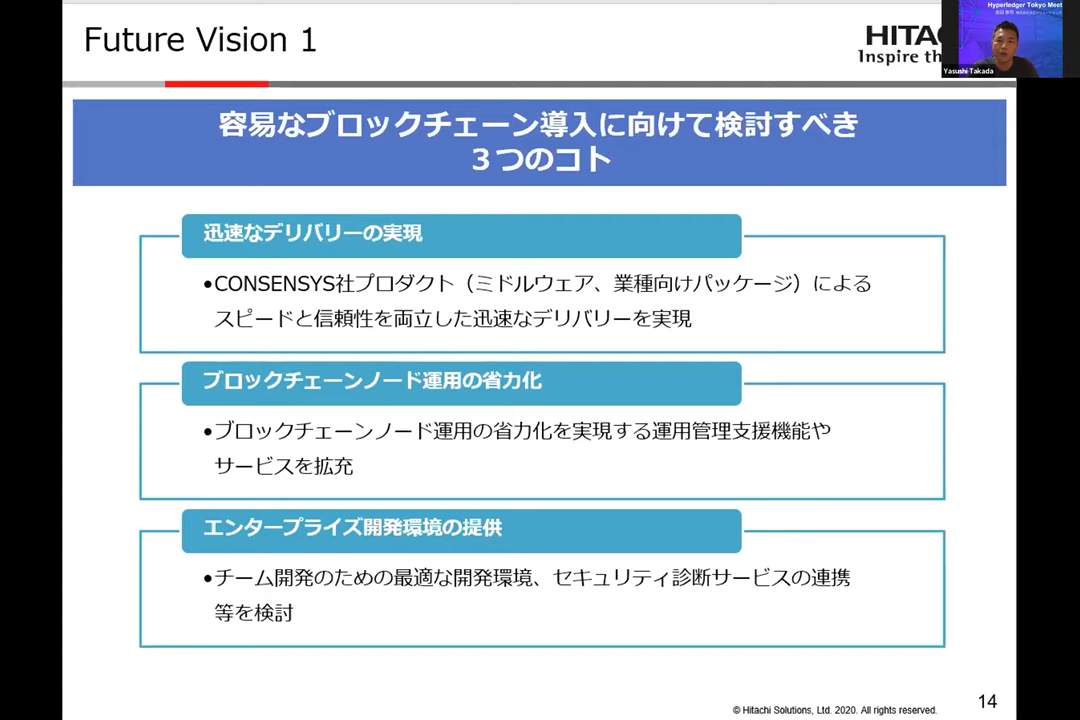 Future Vision 1
HITAC
Inspire th
Hyperledger Tokyo Meet
Yasushi Takada
容易なブロックチェーン導入に向けて検討すべき
３つのコト
迅速なデリバリーの実現
•CONSENSYS社プロダクト（ミドルウェア、業種向けパッケージ）による
スピードと信頼性を両立した迅速なデリバリーを実現
ブロックチェーンノード運用の省力化
•ブロックチェーンノード運用の省力化を実現する運用管理支援機能や
サービスを拡充
エンタープライズ開発環境の提供
•チーム開発のための最適な開発環境、セキュリティ診断サービスの連携
等を検討
© Hitachi Solutions, Ltd. 2020. All rights reserved.
14